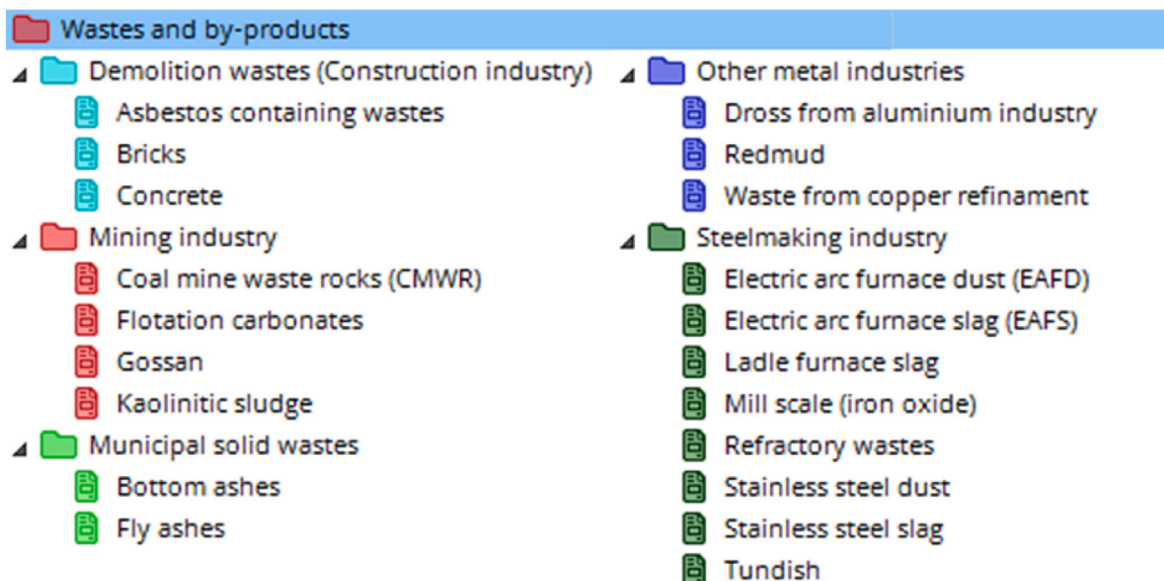 Wastes and by-products
Demolition wastes (Construction industry)
Asbestos containing wastes
Bricks
Concrete
Mining industry
Coal mine waste rocks (CMWR)
Flotation carbonates
Gossan
Kaolinitic sludge
Municipal solid wastes
Bottom ashes
Fly ashes
Other metal industries
Dross from aluminium industry
Redmud
Waste from copper refinament
Steelmaking industry
Electric arc furnace dust (EAFD)
Electric arc furnace slag (EAFS)
Ladle furnace slag
Mill scale (iron oxide)
Refractory wastes
Stainless steel dust
Stainless steel slag
Tundish